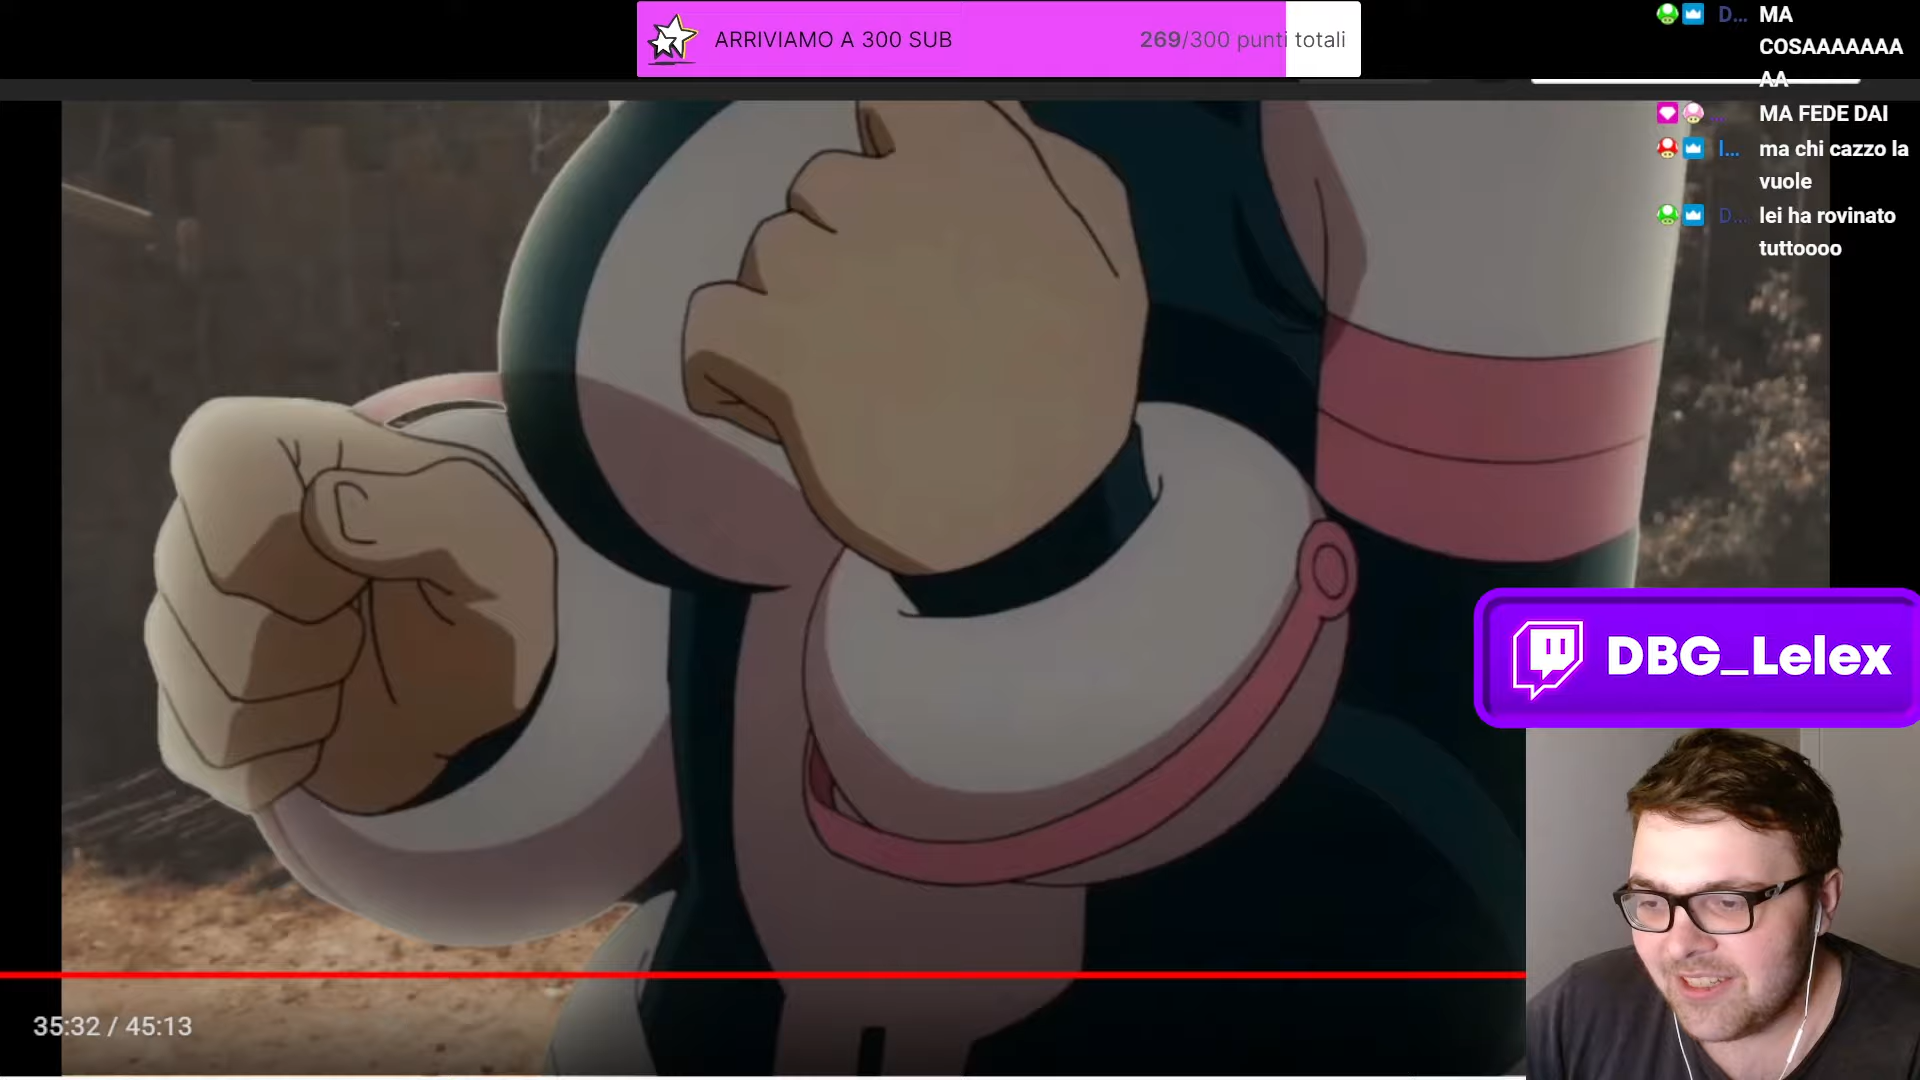 ARRIVIAMO A 300 SUB
269/300 punti totali
D... MA
COSAAAAAAA
AA
MA FEDE DAI
l... ma chi cazzo la
vuole
D... lei ha rovinato
tuttoooo
DBG_Lelex
35:32 / 45:13